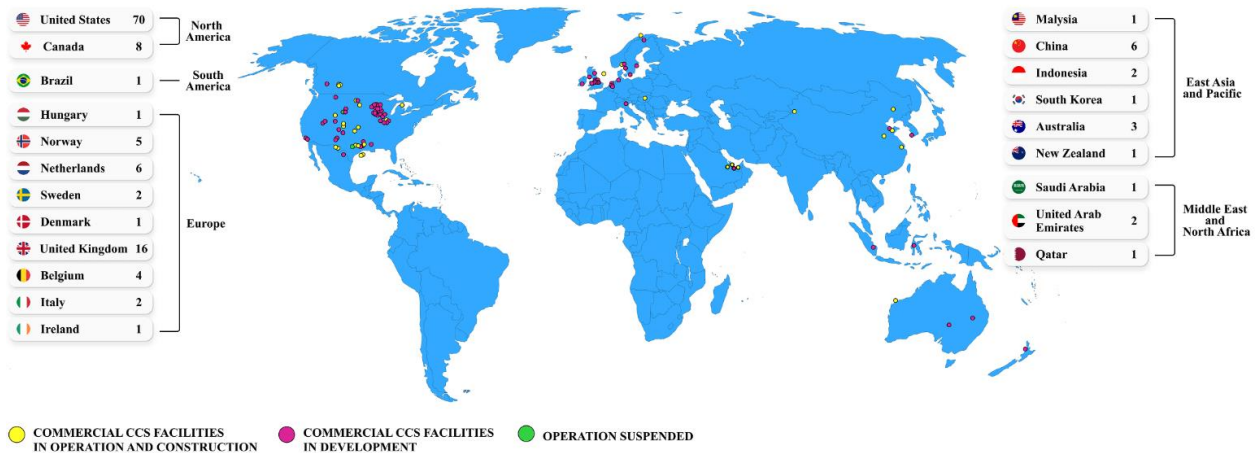 United States 70
Canada 8
North
America
Brazil 1
South
America
Hungary 1
Norway 5
Netherlands 6
Sweden 2
Denmark 1
United Kingdom 16
Belgium 4
Italy 2
Ireland 1
Europe
Malysia 1
China 6
Indonesia 2
South Korea 1
Australia 3
New Zealand 1
East Asia
and Pacific
Saudi Arabia 1
United Arab
Emirates 2
Qatar 1
Middle East
and
North Africa
COMMERCIAL CCS FACILITIES
IN OPERATION AND CONSTRUCTION
COMMERCIAL CCS FACILITIES
IN DEVELOPMENT
OPERATION SUSPENDED